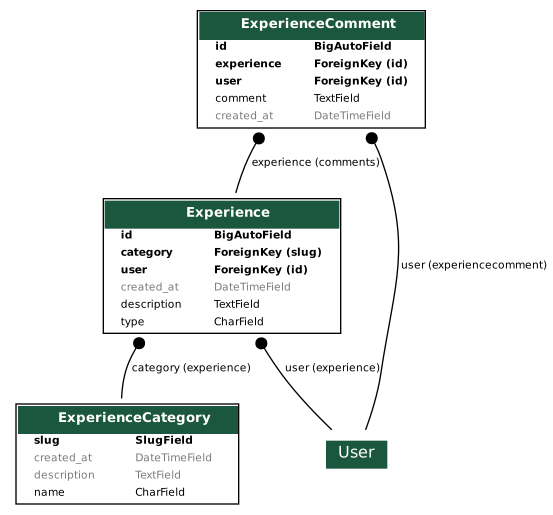 ExperienceComment
id BigAutoField
experience ForeignKey (id)
user ForeignKey (id)
comment TextField
created_at DateTimeField
experience (comments)
Experience
id BigAutoField
category ForeignKey (slug)
user ForeignKey (id)
created_at DateTimeField
description TextField
type CharField
user (experiencecomment)
category (experience)
user (experience)
ExperienceCategory
slug SlugField
created_at DateTimeField
description TextField
name CharField
User